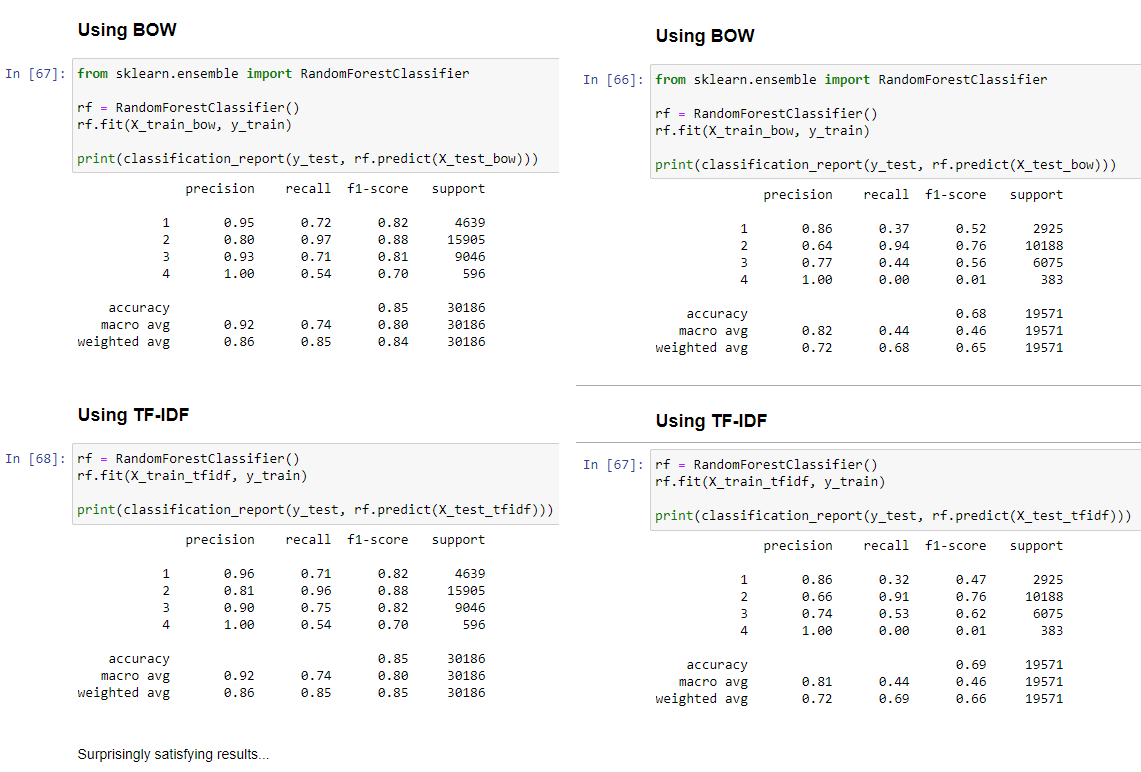 Using BOW
In [67]: from sklearn.ensemble import RandomForestClassifier
rf = RandomForestClassifier()
rf.fit(X_train_bow, y_train)
print(classification_report(y_test, rf.predict(X_test_bow)))
precision recall f1-score support
1 0.95 0.72 0.82 4639
2 0.80 0.97 0.88 15905
3 0.93 0.71 0.81 9046
4 1.00 0.54 0.70 596
accuracy 0.85 30186
macro avg 0.92 0.74 0.80 30186
weighted avg 0.86 0.85 0.84 30186
Using TF-IDF
In [68]: rf = RandomForestClassifier()
rf.fit(X_train_tfidf, y_train)
print(classification_report(y_test, rf.predict(X_test_tfidf)))
precision recall f1-score support
1 0.96 0.71 0.82 4639
2 0.81 0.96 0.88 15905
3 0.90 0.75 0.82 9046
4 1.00 0.54 0.70 596
accuracy 0.85 30186
macro avg 0.92 0.74 0.80 30186
weighted avg 0.86 0.85 0.85 30186
Surprisingly satisfying results...
Using BOW
In [66]: from sklearn.ensemble import RandomForestClassifier
rf = RandomForestClassifier()
rf.fit(X_train_bow, y_train)
print(classification_report(y_test, rf.predict(X_test_bow)))
precision recall f1-score support
1 0.86 0.37 0.52 2925
2 0.64 0.94 0.76 10188
3 0.77 0.44 0.56 6075
4 1.00 0.00 0.01 383
accuracy 0.68 19571
macro avg 0.82 0.44 0.46 19571
weighted avg 0.72 0.68 0.65 19571
Using TF-IDF
In [67]: rf = RandomForestClassifier()
rf.fit(X_train_tfidf, y_train)
print(classification_report(y_test, rf.predict(X_test_tfidf)))
precision recall f1-score support
1 0.86 0.32 0.47 2925
2 0.66 0.91 0.76 10188
3 0.74 0.53 0.62 6075
4 1.00 0.00 0.01 383
accuracy 0.69 19571
macro avg 0.81 0.44 0.46 19571
weighted avg 0.72 0.69 0.66 19571